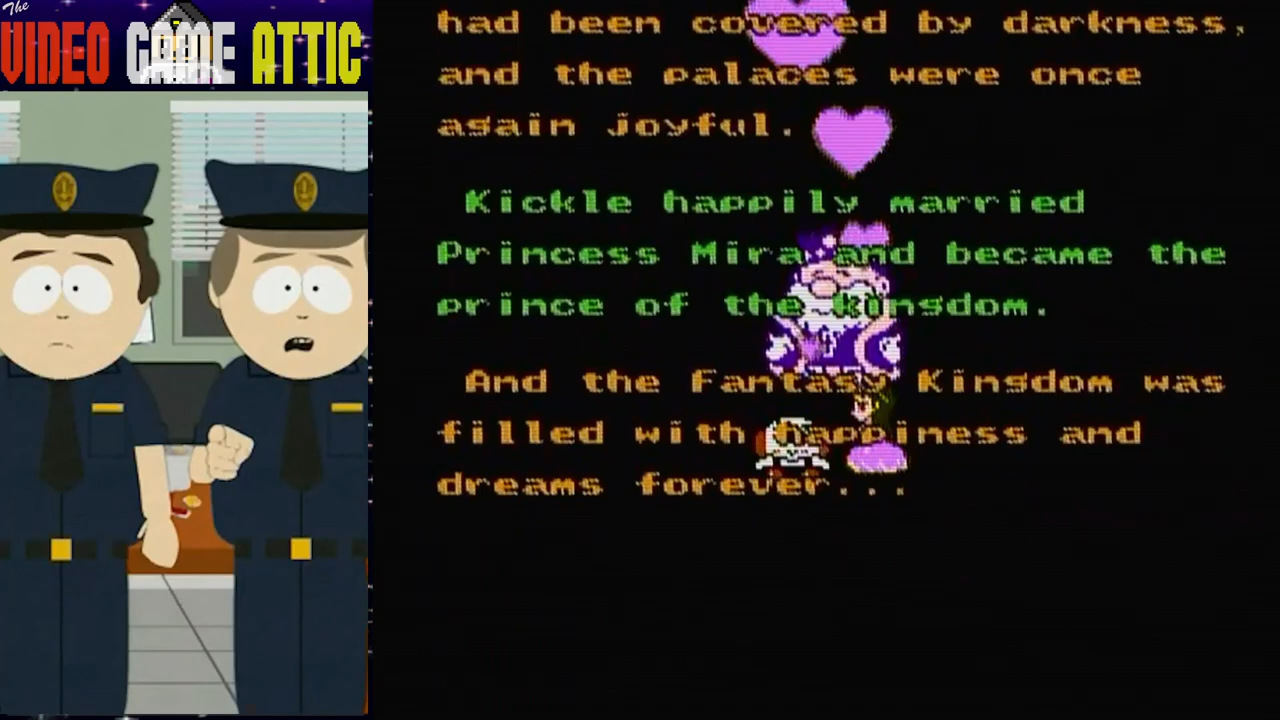 The
VIDEO GAME ATTIC
had been covered by darkness,
and the palaces were once
again joyful.
Kickle happily married
Princess Mira and became the
prince of the kingdom.
And the Fantasy Kingdom was
filled with happiness and
dreams forever...